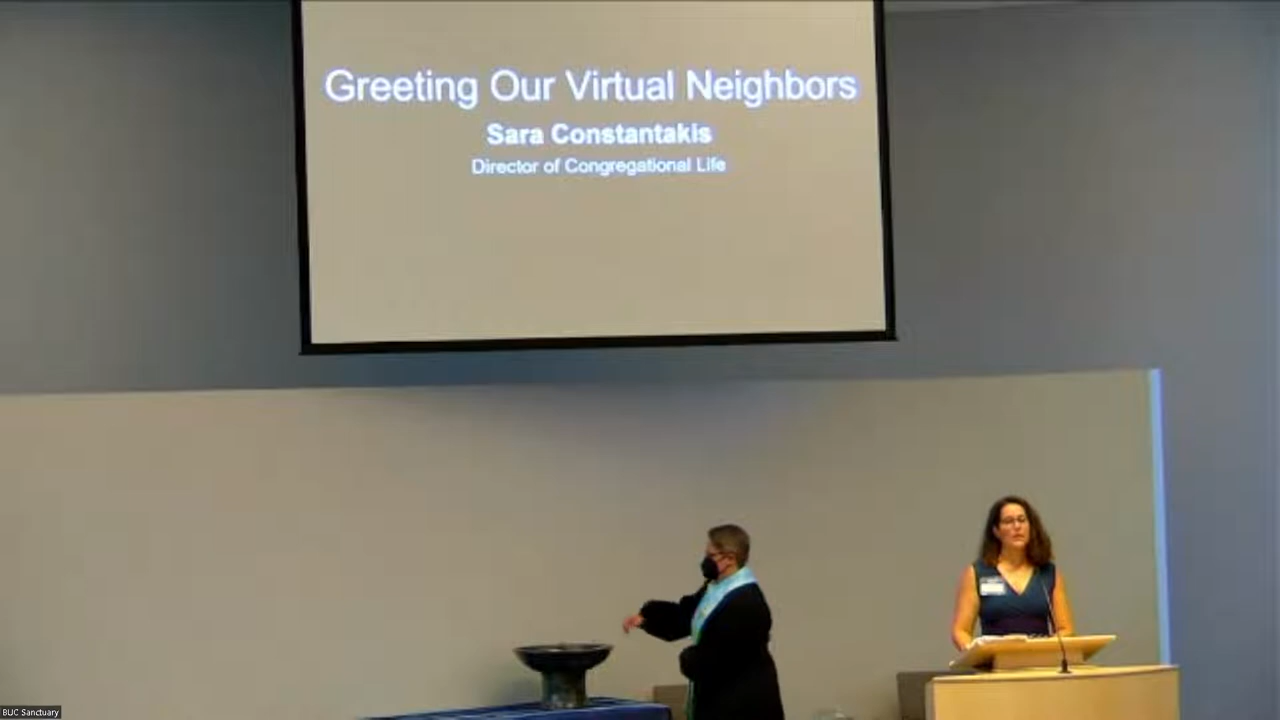 Greeting Our Virtual Neighbors
Sara Constantakis
Director of Congregational Life
BUC Sanctuary